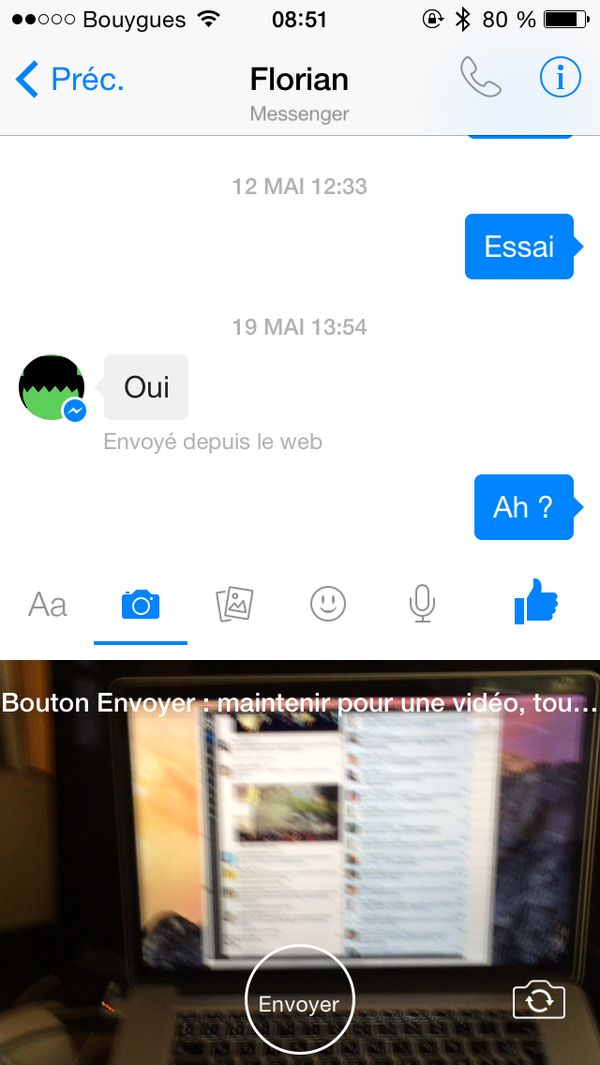 Bouygues 08:51 80 %
Préc. Florian
Messenger
12 MAI 12:33
Essai
19 MAI 13:54
Oui
Envoyé depuis le web
Ah ?
Aa
Bouton Envoyer : maintenir pour une vidéo, tou...
Envoyer